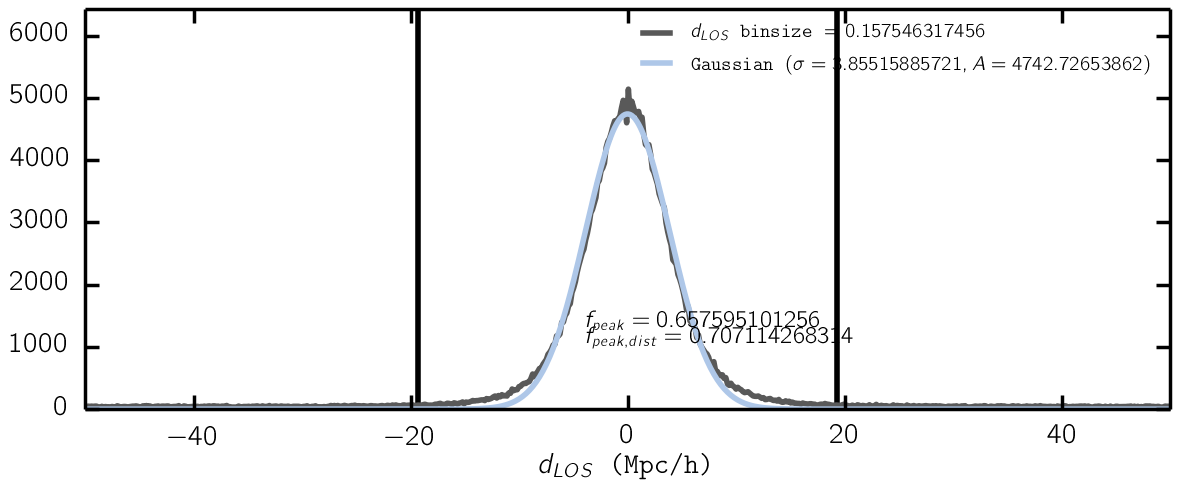 6000
5000
4000
3000
2000
1000
0
d_LOS binsize = 0.157546317456
Gaussian (σ = 3.85515885721, A = 4742.72653862)
f_peak = 0.657595101256
f_peak,dist = 0.707114268314
−40 −20 0 20 40
d_LOS (Mpc/h)